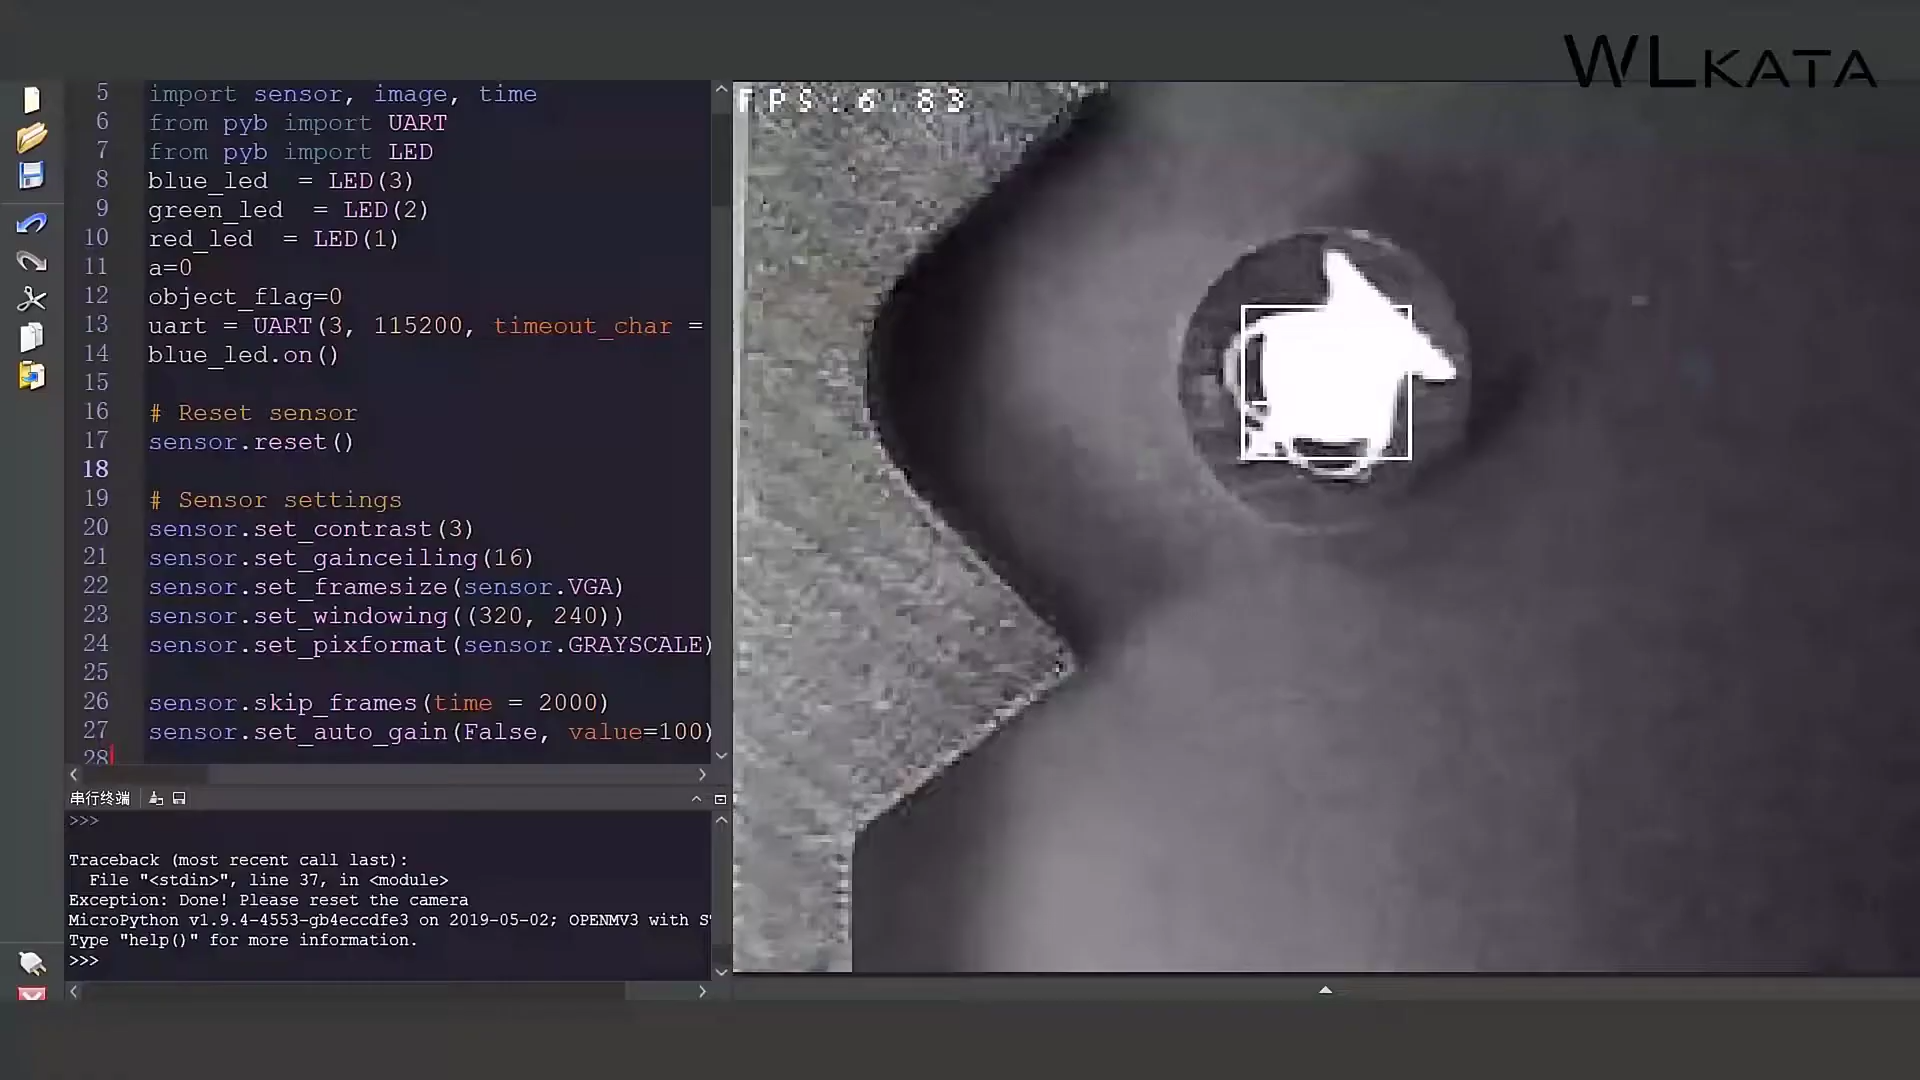 WLKATA
5 import sensor, image, time
6 from pyb import UART
7 from pyb import LED
8 blue_led  = LED(3)
9 green_led  = LED(2)
10 red_led  = LED(1)
11 a=0
12 object_flag=0
13 uart = UART(3, 115200, timeout_char =
14 blue_led.on()
15
16 # Reset sensor
17 sensor.reset()
18
19 # Sensor settings
20 sensor.set_contrast(3)
21 sensor.set_gainceiling(16)
22 sensor.set_framesize(sensor.VGA)
23 sensor.set_windowing((320, 240))
24 sensor.set_pixformat(sensor.GRAYSCALE)
25
26 sensor.skip_frames(time = 2000)
27 sensor.set_auto_gain(False, value=100)
28
FPS:6.83
串行终端
>>>
Traceback (most recent call last):
  File "<stdin>", line 37, in <module>
Exception: Done! Please reset the camera
MicroPython v1.9.4-4553-gb4eccdfe3 on 2019-05-02; OPENMV3 with
Type "help()" for more information.
>>>